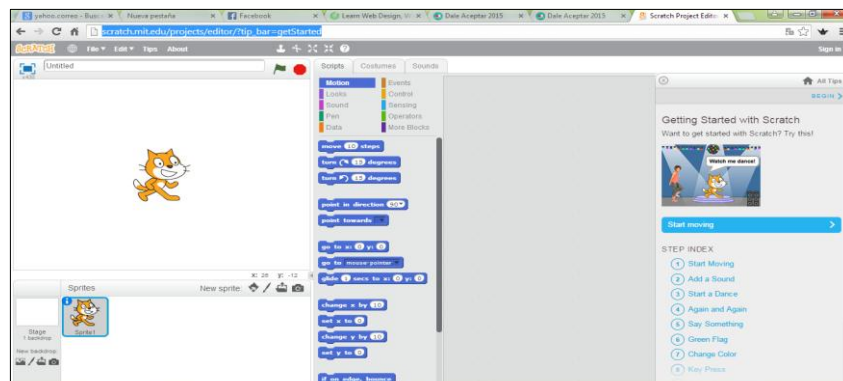 yahoo.correo - Busc
Nueva pestaña
Facebook
Learn Web Design, W
Dale Aceptar 2015
Dale Aceptar 2015
Scratch Project Editor
scratch.mit.edu/projects/editor/?tip_bar=getStarted
SCRATCH
File
Edit
Tips
About
Sign in
Untitled
Scripts
Costumes
Sounds
Motion
Events
Looks
Control
Sound
Sensing
Pen
Operators
Data
More Blocks
move 10 steps
turn 15 degrees
turn 15 degrees
point in direction 90
point towards
go to x: 0 y: 0
go to mouse-pointer
glide 1 secs to x: 0 y: 0
change x by 10
set x to 0
change y by 10
set y to 0
if on edge, bounce
X: 28 y: -12
Sprites
New sprite:
Stage
1 backdrop
New backdrop:
Sprite1
All Tips
BEGIN
Getting Started with Scratch
Want to get started with Scratch? Try this!
Watch me dance!
Start moving
STEP INDEX
1 Start Moving
2 Add a Sound
3 Start a Dance
4 Again and Again
5 Say Something
6 Green Flag
7 Change Color
8 Key Press